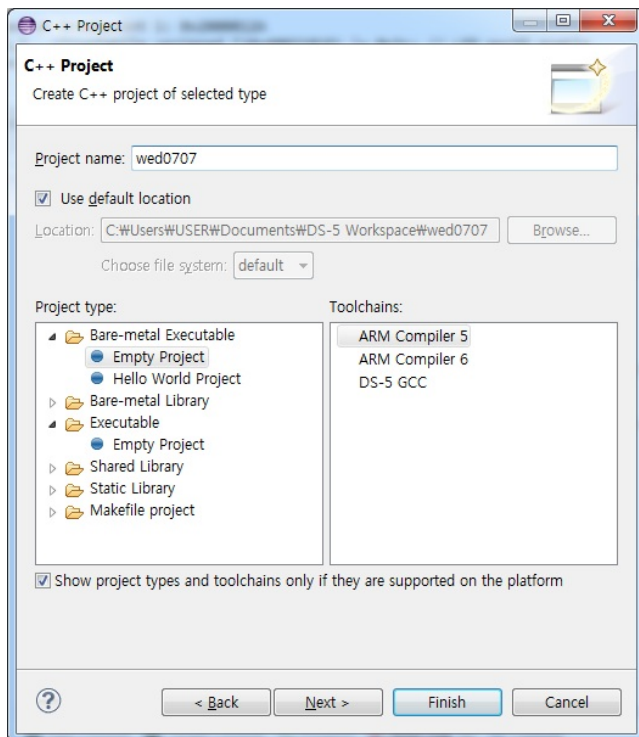 C++ Project
C++ Project
Create C++ project of selected type
Project name: wed0707
Use default location
Location: C:₩Users₩USER₩Documents₩DS-5 Workspace₩wed0707 Browse...
Choose file system: default
Project type: Toolchains:
Bare-metal Executable ARM Compiler 5
Empty Project ARM Compiler 6
Hello World Project DS-5 GCC
Bare-metal Library
Executable
Empty Project
Shared Library
Static Library
Makefile project
Show project types and toolchains only if they are supported on the platform
? < Back Next > Finish Cancel